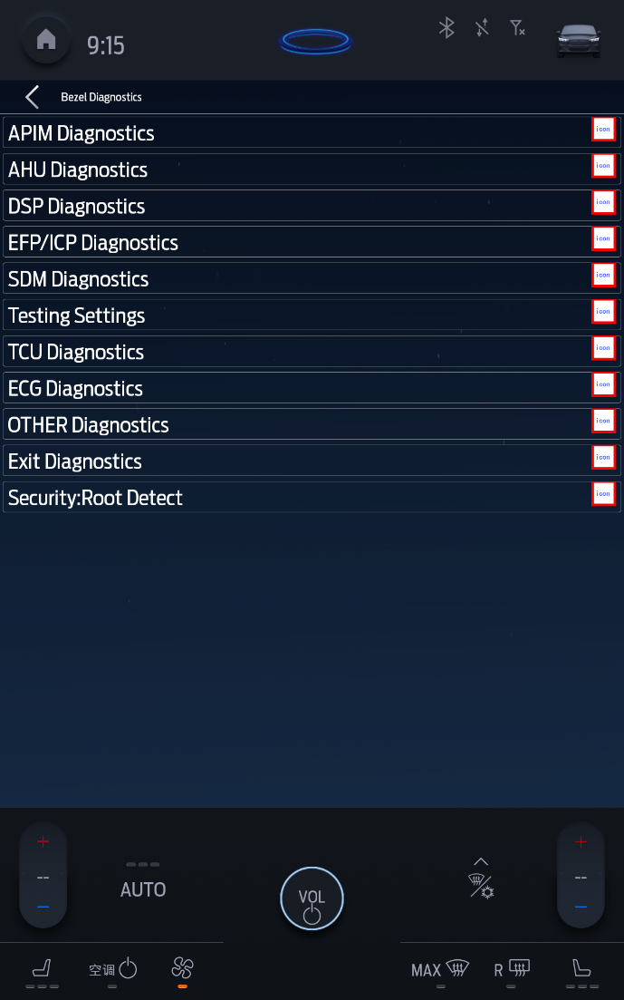 9:15
Bezel Diagnostics
APIM Diagnostics
icon
AHU Diagnostics
icon
DSP Diagnostics
icon
EFP/ICP Diagnostics
icon
SDM Diagnostics
icon
Testing Settings
icon
TCU Diagnostics
icon
ECG Diagnostics
icon
OTHER Diagnostics
icon
Exit Diagnostics
icon
Security:Root Detect
icon
+
+
--
--
AUTO
VOL
−
−
空调
MAX
R